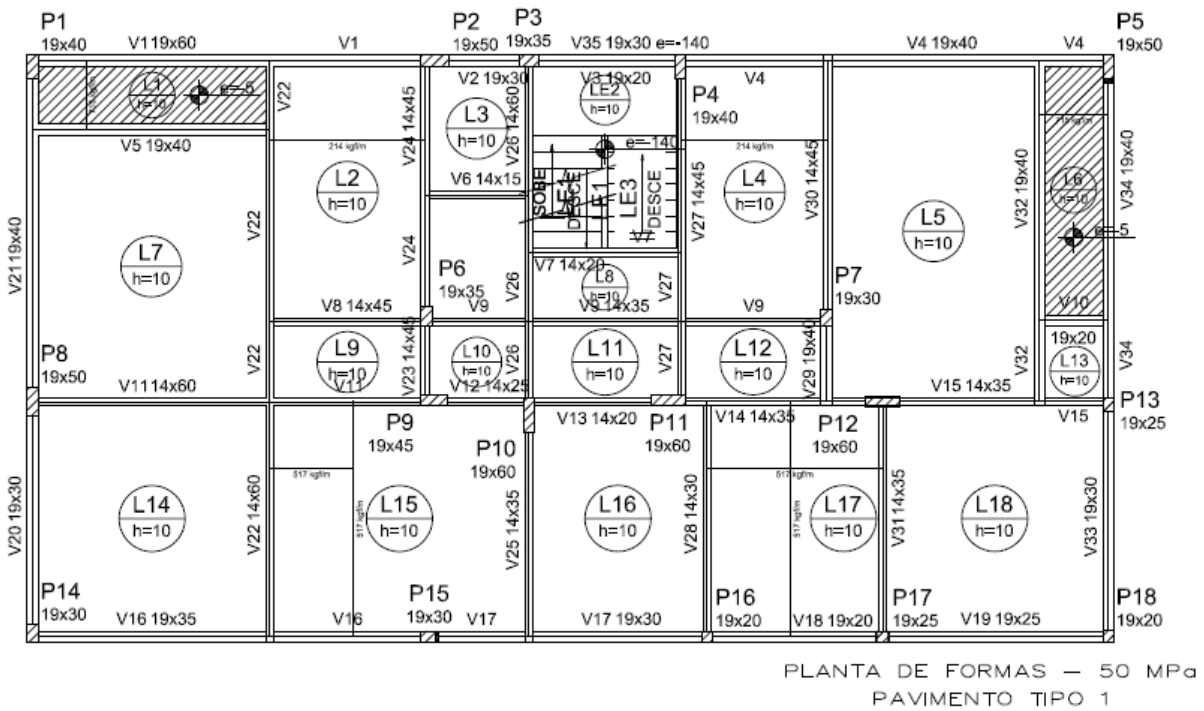 P1
19x40
V1 19x60
V1
P2
19x50
P3
19x35
V35 19x30 e=-140
V4 19x40
V4
P5
19x50
L1
h=10
e=-5
V22
V2 19x30
V3 19x20
V4
LE2
h=10
P4
19x40
L3
h=10
V24 14x45
V26 14x60
e=-140
V5 19x40
214 kgf/m
214 kgf/m
L2
h=10
V6 14x15
SOBE
LE1
DESCE
LE1
LE3
DESCE
V7
L4
h=10
V27 14x45
V30 14x45
L5
h=10
V32 19x40
L6
h=10
e=-5
V34 19x40
V21 19x40
L7
h=10
V22
V24
P6
19x35
V26
V7 14x20
L8
h=10
V27
P7
19x30
V8 14x45
V9
V9 14x35
V9
V10
19x20
P8
19x50
V22
L9
h=10
V23 14x45
L10
h=10
V26
L11
h=10
V27
L12
h=10
V29 19x40
V32
L13
h=10
V34
V11 14x60
V11
V12 14x25
V15 14x35
V15
P13
19x25
P9
19x45
V13 14x20
P11
19x60
V14 14x35
P12
19x60
P10
19x60
517 kgf/m
517 kgf/m
517 kgf/m
517 kgf/m
V20 19x30
L14
h=10
V22 14x60
L15
h=10
V25 14x35
L16
h=10
V28 14x30
L17
h=10
V31 14x35
L18
h=10
V33 19x30
P14
19x30
V16 19x35
V16
P15
19x30
V17
V17 19x30
P16
19x20
V18 19x20
P17
19x25
V19 19x25
P18
19x20
PLANTA DE FORMAS – 50 MPa
PAVIMENTO TIPO 1